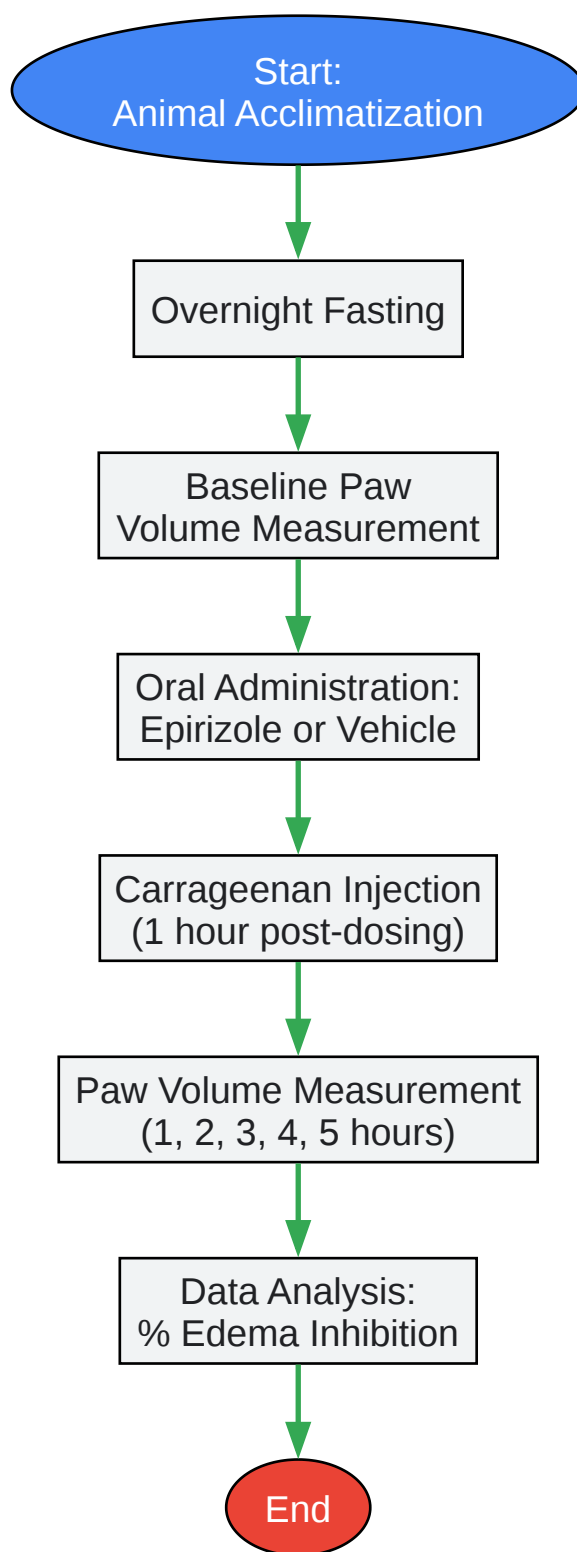 Start:
Animal Acclimatization
Overnight Fasting
Baseline Paw
Volume Measurement
Oral Administration:
Epirizole or Vehicle
Carrageenan Injection
(1 hour post-dosing)
Paw Volume Measurement
(1, 2, 3, 4, 5 hours)
Data Analysis:
% Edema Inhibition
End